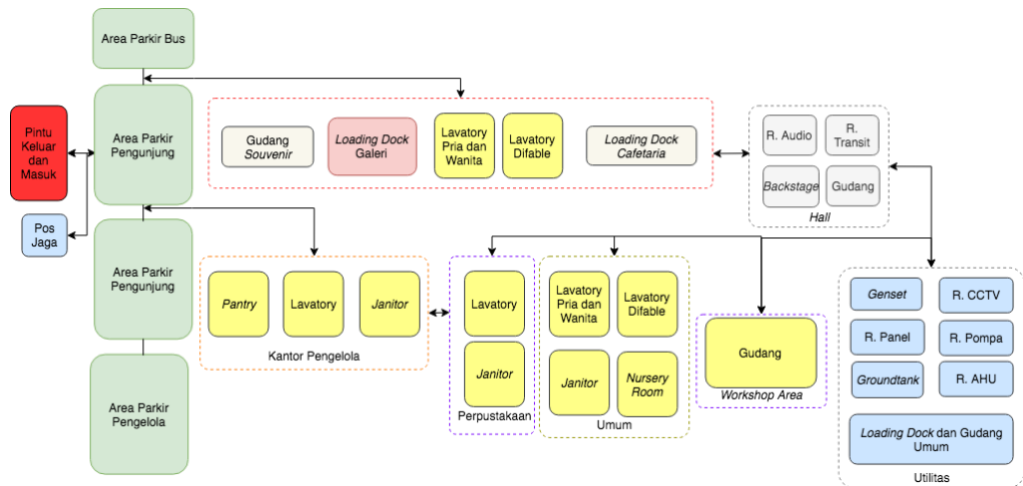 Area Parkir Bus
Pintu
Keluar
dan
Masuk
Area Parkir
Pengunjung
Pos
Jaga
Area Parkir
Pengunjung
Area Parkir
Pengelola
Gudang
Souvenir
Loading Dock
Galeri
Lavatory
Pria dan
Wanita
Lavatory
Difable
Loading Dock
Cafetaria
R. Audio
R.
Transit
Backstage
Gudang
Hall
Pantry
Lavatory
Janitor
Kantor Pengelola
Lavatory
Janitor
Perpustakaan
Lavatory
Pria dan
Wanita
Lavatory
Difable
Janitor
Nursery
Room
Umum
Gudang
Workshop Area
Genset
R. CCTV
R. Panel
R. Pompa
Groundtank
R. AHU
Loading Dock dan Gudang
Umum
Utilitas